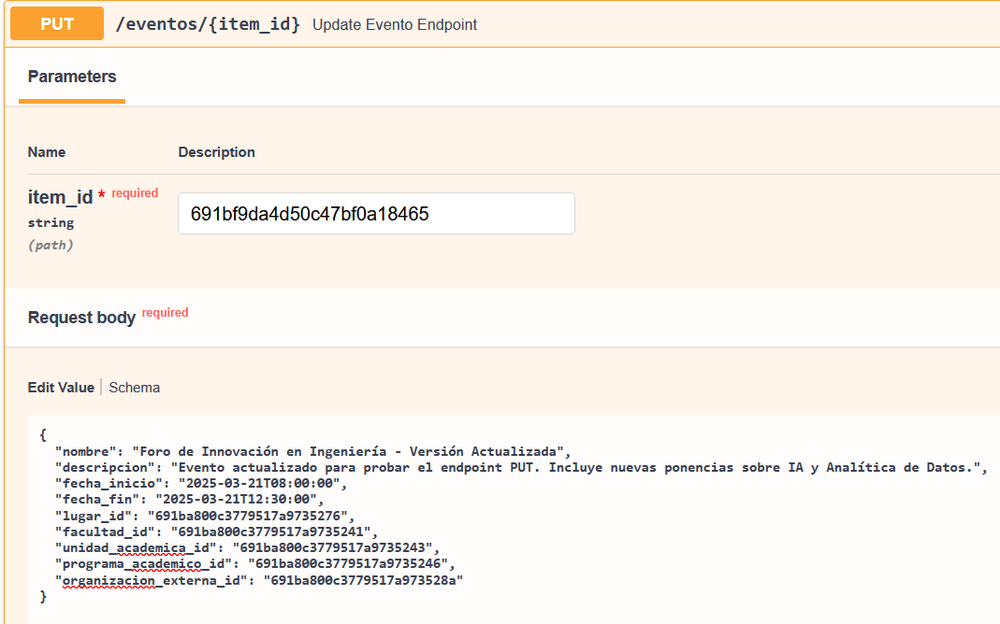 PUT /eventos/{item_id} Update Evento Endpoint
Parameters
Name Description
item_id * required 691bf9da4d50c47bf0a18465
string
(path)
Request body required
Edit Value | Schema
{
  "nombre": "Foro de Innovación en Ingeniería - Versión Actualizada",
  "descripcion": "Evento actualizado para probar el endpoint PUT. Incluye nuevas ponencias sobre IA y Analítica de Datos.",
  "fecha_inicio": "2025-03-21T08:00:00",
  "fecha_fin": "2025-03-21T12:30:00",
  "lugar_id": "691ba800c3779517a9735276",
  "facultad_id": "691ba800c3779517a9735241",
  "unidad_academica_id": "691ba800c3779517a9735243",
  "programa_academico_id": "691ba800c3779517a9735246",
  "organizacion_externa_id": "691ba800c3779517a973528a"
}